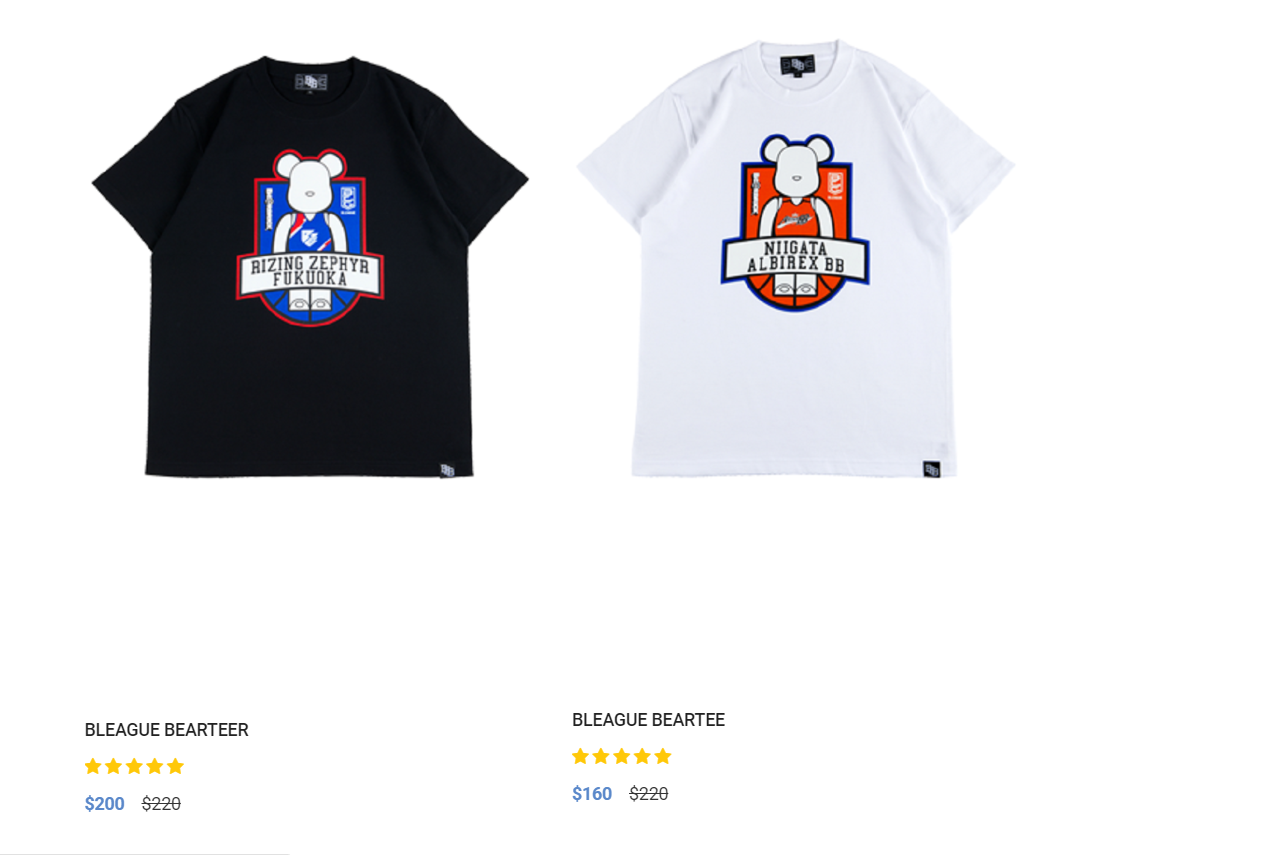 RIZING ZEPHYR
FUKUOKA
NIIGATA
ALBIREX BB
BLEAGUE BEARTEER
$200 $220
BLEAGUE BEARTEE
$160 $220